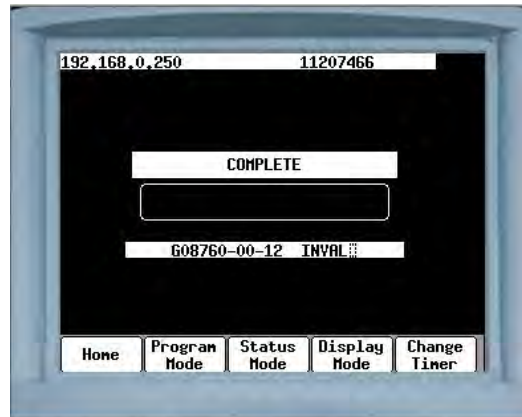 192.168.0.250 11207466
COMPLETE
G08760-00-12 INVAL
Home Program Mode Status Mode Display Mode Change Timer